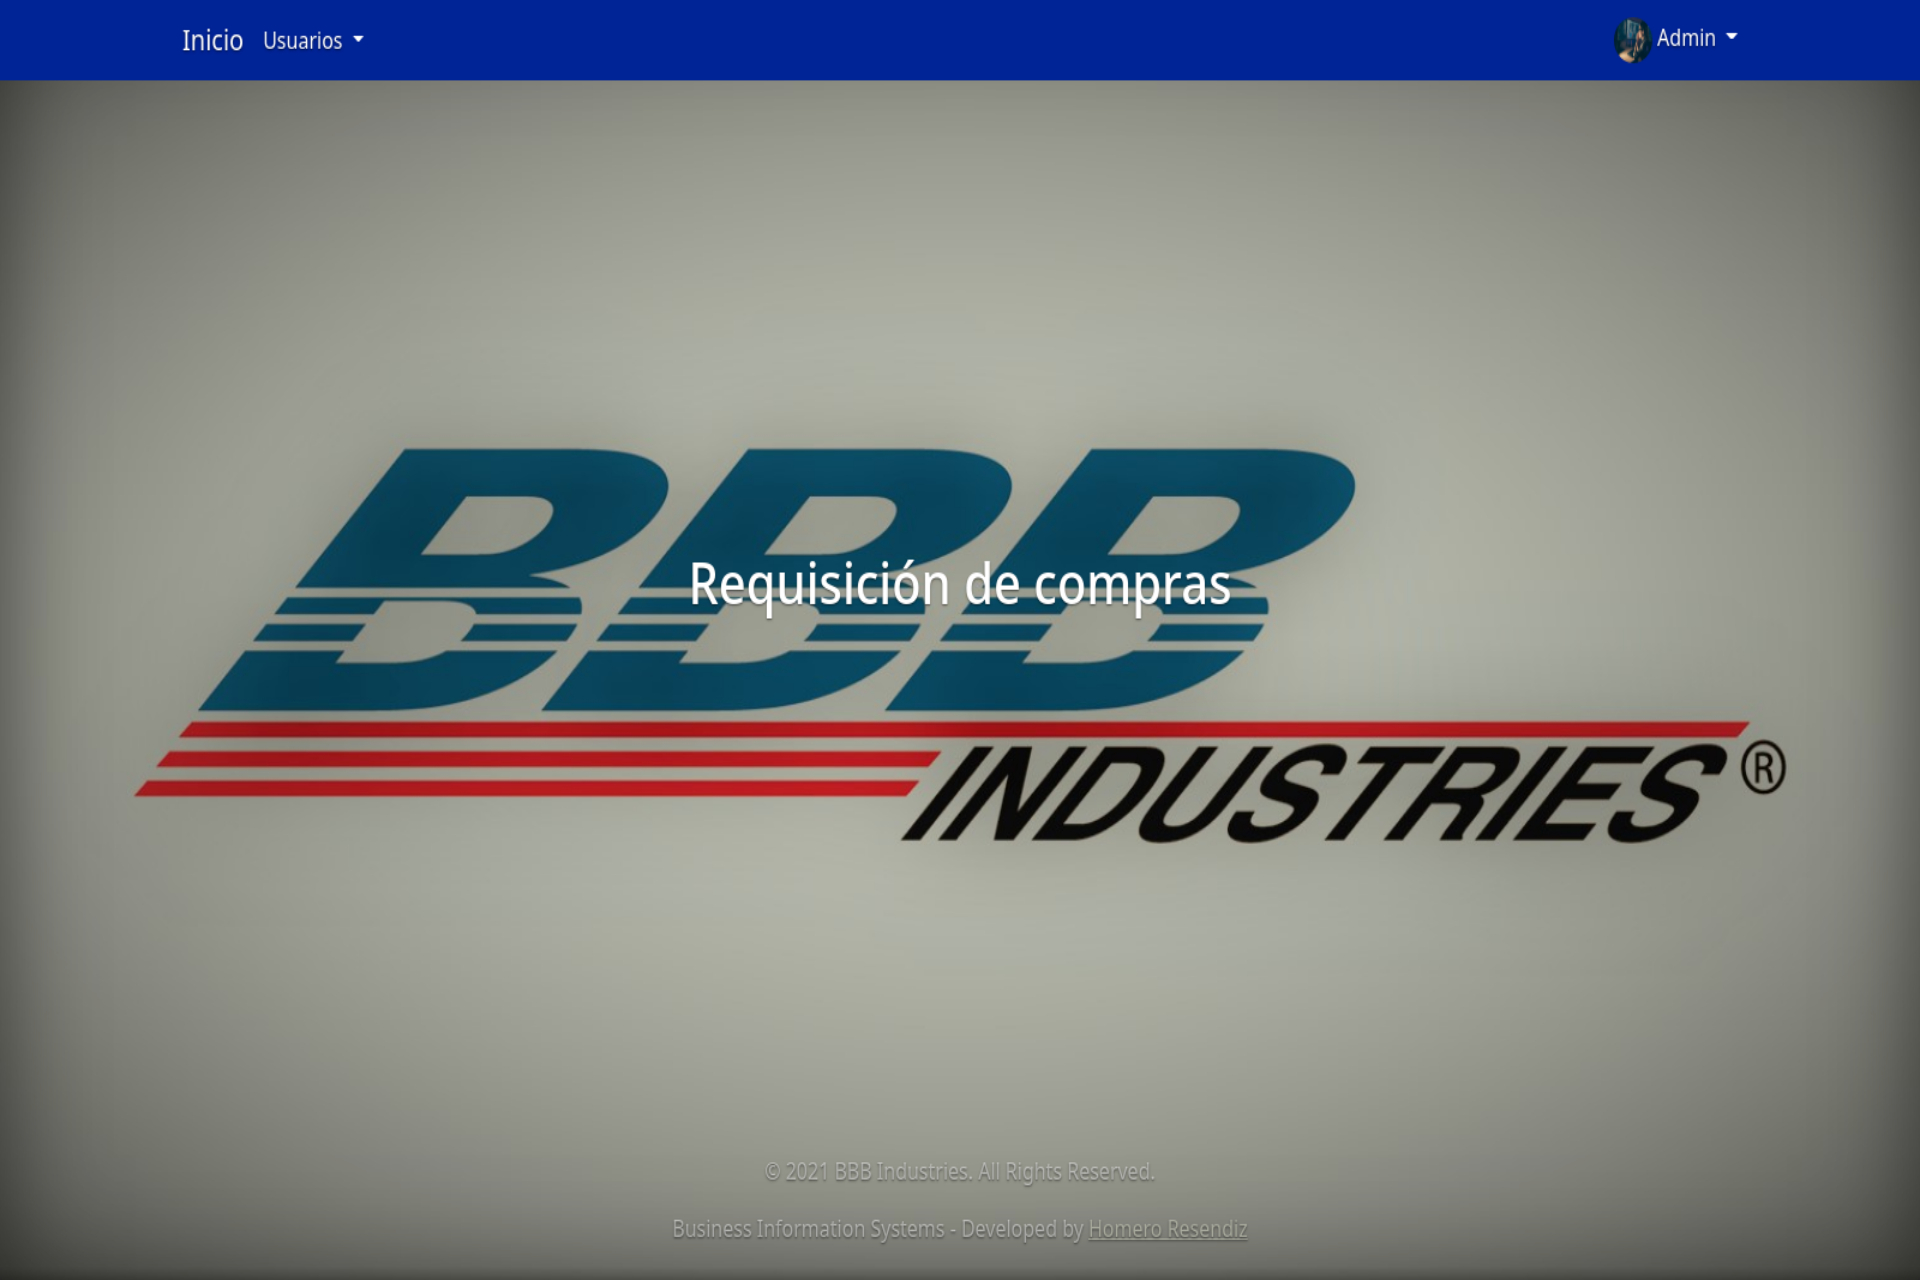 Inicio Usuarios Admin
BBB
Requisición de compras
INDUSTRIES®
© 2021 BBB Industries. All Rights Reserved.
Business Information Systems - Developed by Homero Resendiz